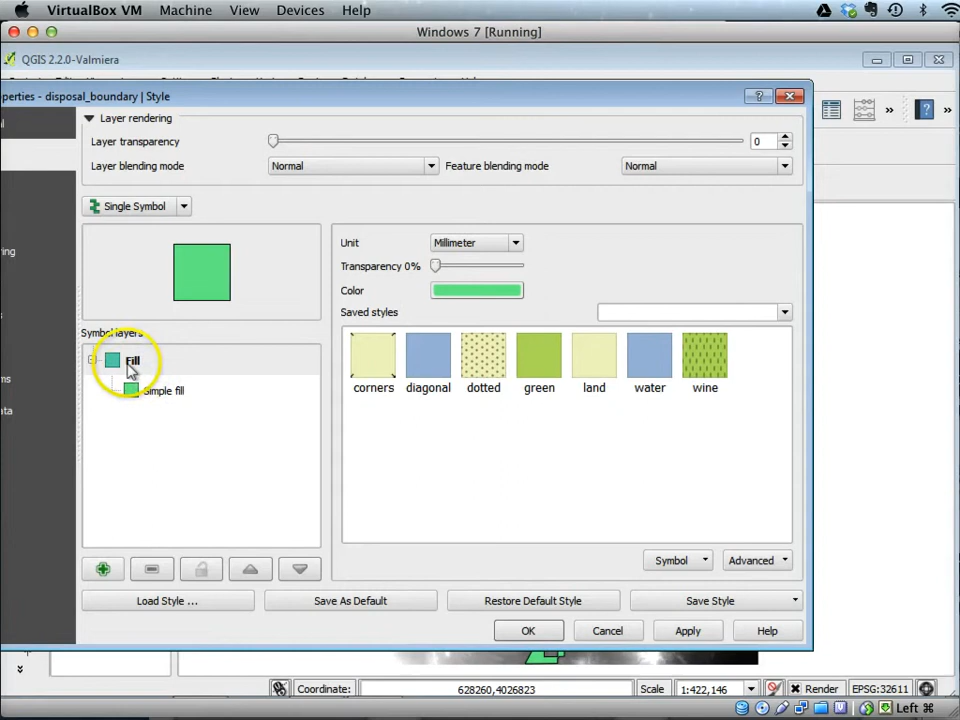 VirtualBox VM Machine View Devices Help
Windows 7 [Running]
QGIS 2.2.0-Valmiera
perties - disposal_boundary | Style
Layer rendering
Layer transparency 0
Layer blending mode Normal Feature blending mode Normal
Single Symbol
Unit Millimeter
Transparency 0%
Color
Saved styles
Symbol layers
Fill
Simple fill
corners diagonal dotted green land water wine
Symbol Advanced
Load Style ... Save As Default Restore Default Style Save Style
OK Cancel Apply Help
Coordinate: 628260,4026823 Scale 1:422,146 Render EPSG:32611
Left ⌘